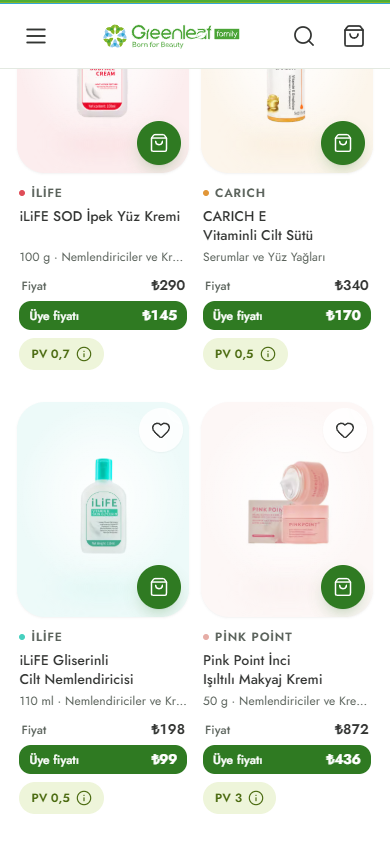 Greenleaf family
Born for Beauty
CREAM
İLİFE
iLiFE SOD İpek Yüz Kremi
100 g · Nemlendiriciler ve Kr...
Fiyat ₺290
Üye fiyatı ₺145
PV 0,7
CARICH
CARICH E
Vitaminli Cilt Sütü
Serumlar ve Yüz Yağları
Fiyat ₺340
Üye fiyatı ₺170
PV 0,5
iLiFE
İLİFE
iLiFE Gliserinli
Cilt Nemlendiricisi
110 ml · Nemlendiriciler ve Kr...
Fiyat ₺198
Üye fiyatı ₺99
PV 0,5
PINK POINT
PİNK POİNT
Pink Point İnci
Işıltılı Makyaj Kremi
50 g · Nemlendiriciler ve Kre...
Fiyat ₺872
Üye fiyatı ₺436
PV 3